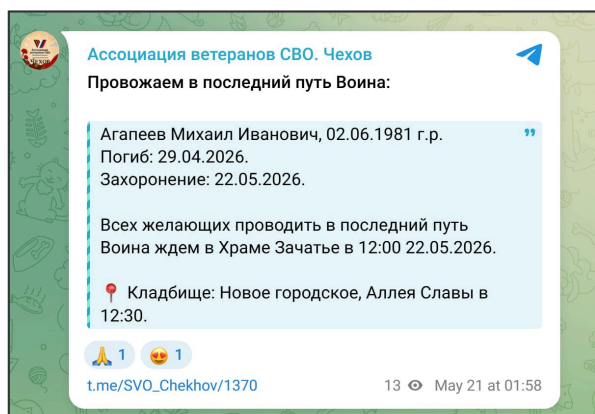 Ассоциация ветеранов СВО. Чехов
Провожаем в последний путь Воина:
Агапеев Михаил Иванович, 02.06.1981 г.р.
Погиб: 29.04.2026.
Захоронение: 22.05.2026.
Всех желающих проводить в последний путь
Воина ждем в Храме Зачатье в 12:00 22.05.2026.
📍 Кладбище: Новое городское, Аллея Славы в
12:30.
🙏 1 😍 1
t.me/SVO_Chekhov/1370 13 May 21 at 01:58